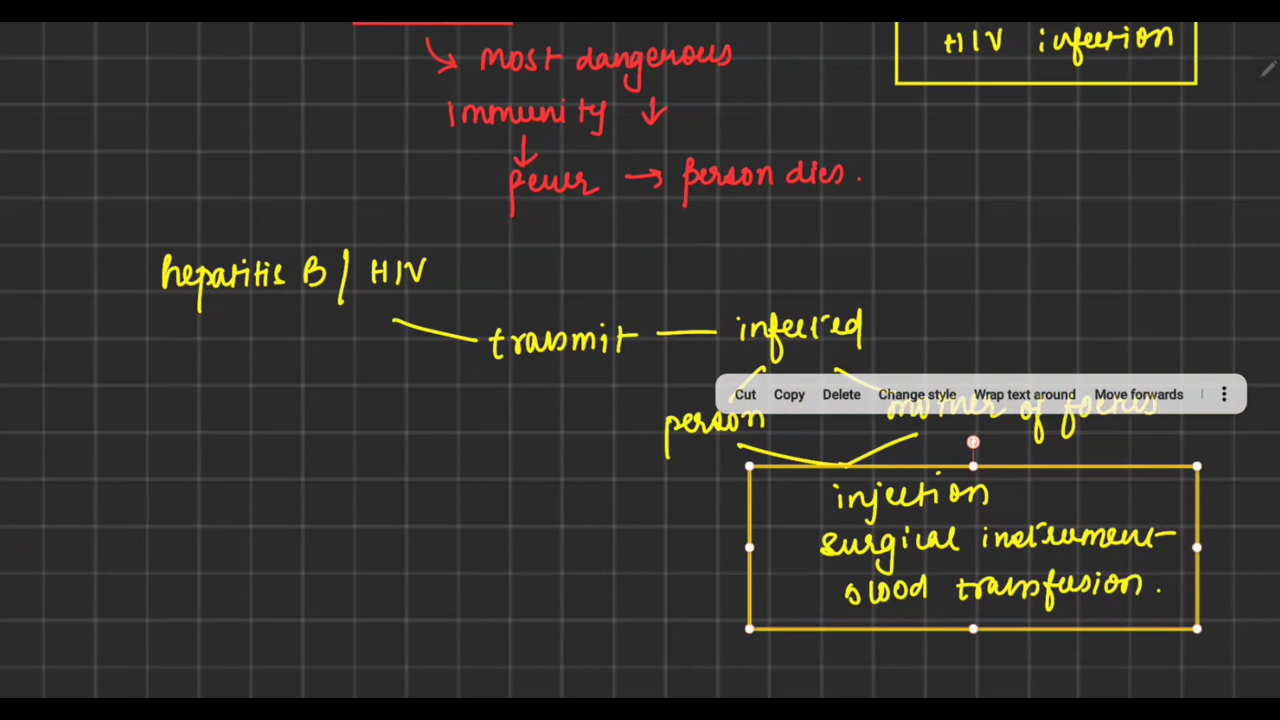 most dangerous
HIV infection
Immunity ↓
↓
fever → person dies.
hepatitis B / HIV
transmit — infected
Cut Copy Delete Change style Wrap text around Move forwards
person mother of foetus
injection
surgical instrument
blood transfusion.